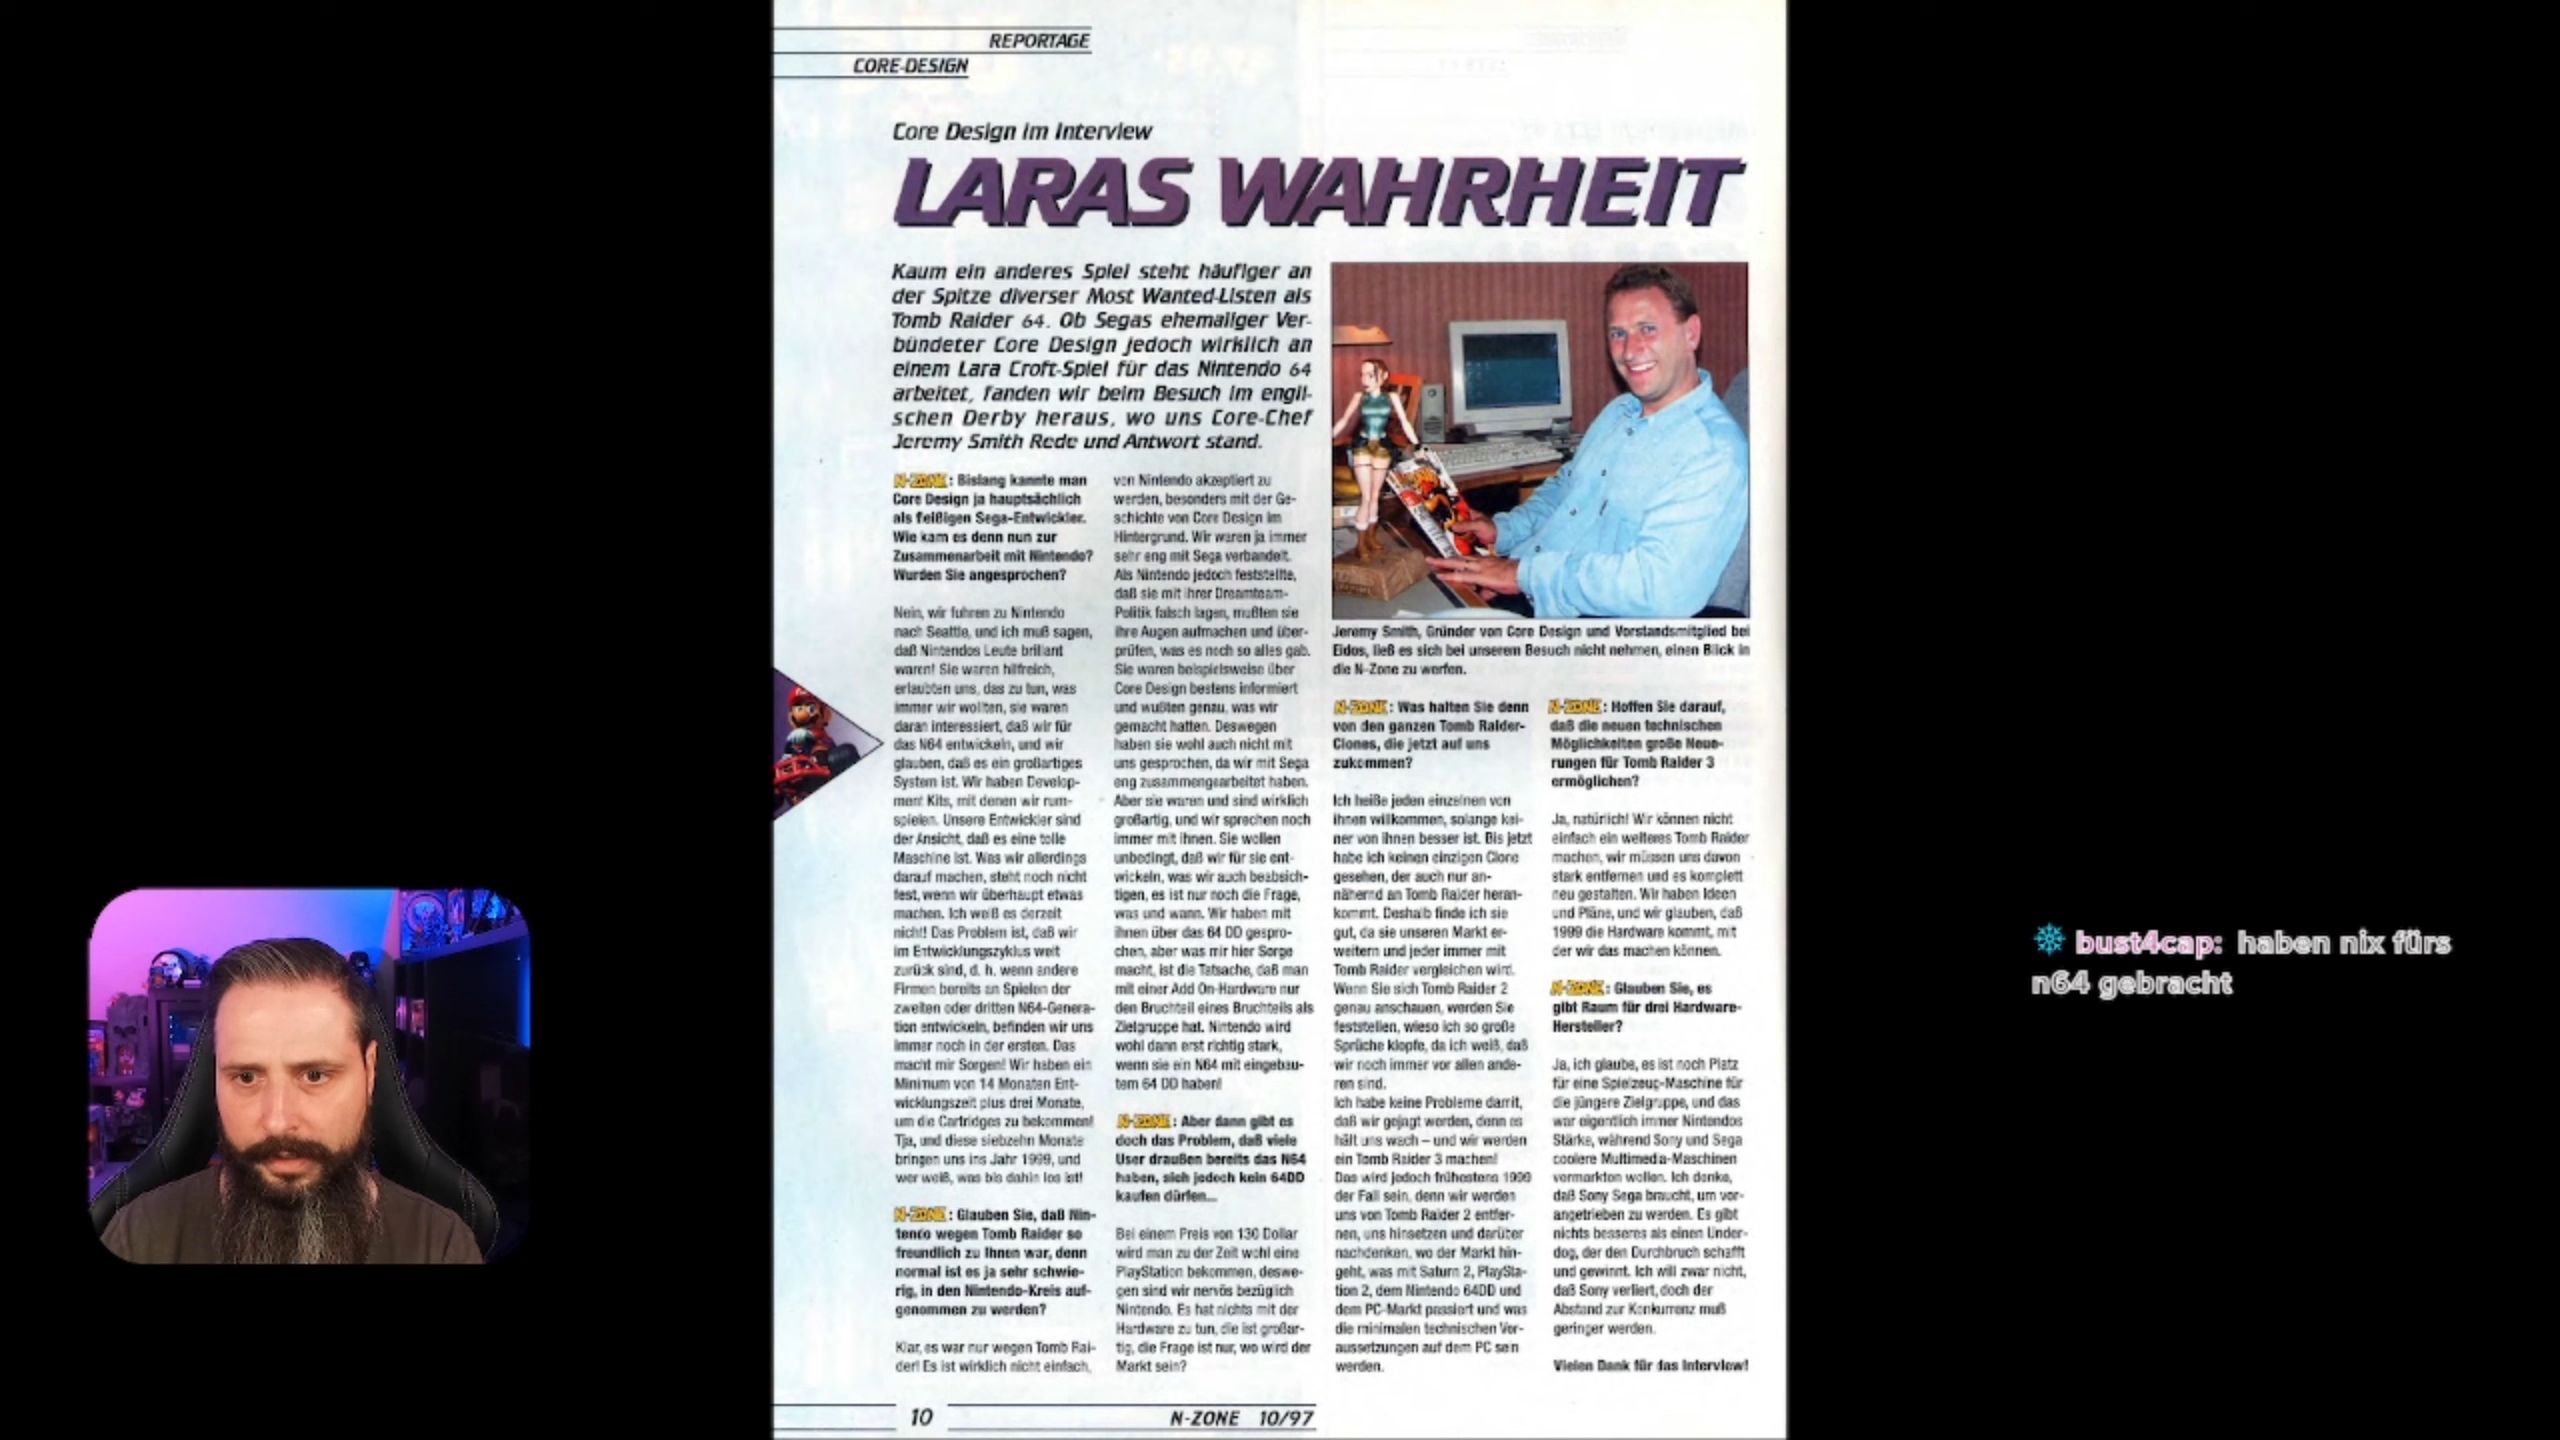 REPORTAGE
CORE-DESIGN
Core Design im Interview
LARAS WAHRHEIT
Kaum ein anderes Spiel steht häufiger an
der Spitze diverser Most Wanted-Listen als
Tomb Raider 64. Ob Segas ehemaliger Ver-
bündeter Core Design jedoch wirklich an
einem Lara Croft-Spiel für das Nintendo 64
arbeitet, fanden wir beim Besuch im engli-
schen Derby heraus, wo uns Core-Chef
Jeremy Smith Rede und Antwort stand.
N-ZONE: Bislang kannte man
Core Design ja hauptsächlich
als fleißigen Sega-Entwickler.
Wie kam es denn nun zur
Zusammenarbeit mit Nintendo?
Wurden Sie angesprochen?
Nein, wir fuhren zu Nintendo
nach Seattle, und ich muß sagen,
daß Nintendos Leute brillant
waren! Sie waren hilfreich,
erlaubten uns, das zu tun, was
immer wir wollten, sie waren
daran interessiert, daß wir für
das N64 entwickeln, und wir
glauben, daß es ein großartiges
System ist. Wir haben Develop-
ment Kits, mit denen wir rum-
spielen. Unsere Entwickler sind
der Ansicht, daß es eine tolle
Maschine ist. Was wir allerdings
darauf machen, steht noch nicht
fest, wenn wir überhaupt etwas
machen. Ich weiß es derzeit
nicht! Das Problem ist, daß wir
im Entwicklungszyklus weit
zurück sind, d. h. wenn andere
Firmen bereits an Spielen der
zweiten oder dritten N64-Genera-
tion entwickeln, befinden wir uns
immer noch in der ersten. Das
macht mir Sorgen! Wir haben ein
Minimum von 14 Monaten Ent-
wicklungszeit plus drei Monate,
um die Cartridges zu bekommen!
Tja, und diese siebzehn Monate
bringen uns ins Jahr 1999, und
wer weiß, was bis dahin los ist!
N-ZONE: Glauben Sie, daß Nin-
tendo wegen Tomb Raider so
freundlich zu Ihnen war, denn
normal ist es ja sehr schwie-
rig, in den Nintendo-Kreis auf-
genommen zu werden?
Klar, es war nur wegen Tomb Rai-
der! Es ist wirklich nicht einfach,
von Nintendo akzeptiert zu
werden, besonders mit der Ge-
schichte von Core Design im
Hintergrund. Wir waren ja immer
sehr eng mit Sega verbandelt.
Als Nintendo jedoch feststellte,
daß sie mit ihrer Dreamteam-
Politik falsch lagen, mußten sie
ihre Augen aufmachen und über-
prüfen, was es noch so alles gab.
Sie waren beispielsweise über
Core Design bestens informiert
und wußten genau, was wir
gemacht hatten. Deswegen
haben sie wohl auch nicht mit
uns gesprochen, da wir mit Sega
eng zusammengearbeitet haben.
Aber sie waren und sind wirklich
großartig, und wir sprechen noch
immer mit ihnen. Sie wollen
unbedingt, daß wir für sie ent-
wickeln, was wir auch beabsich-
tigen, es ist nur noch die Frage,
was und wann. Wir haben mit
ihnen über das 64 DD gespro-
chen, aber was mir hier Sorge
macht, ist die Tatsache, daß man
mit einer Add On-Hardware nur
den Bruchteil eines Bruchteils als
Zielgruppe hat. Nintendo wird
wohl dann erst richtig stark,
wenn sie ein N64 mit eingebau-
tem 64 DD haben!
N-ZONE: Aber dann gibt es
doch das Problem, daß viele
User draußen bereits das N64
haben, sich jedoch kein 64DD
kaufen dürfen...
Bei einem Preis von 130 Dollar
wird man zu der Zeit wohl eine
PlayStation bekommen, deswe-
gen sind wir nervös bezüglich
Nintendo. Es hat nichts mit der
Hardware zu tun, die ist großar-
tig, die Frage ist nur, wo wird der
Markt sein?
Jeremy Smith, Gründer von Core Design und Vorstandsmitglied bei
Eidos, ließ es sich bei unserem Besuch nicht nehmen, einen Blick in
die N-Zone zu werfen.
N-ZONE: Was halten Sie denn
von den ganzen Tomb Raider-
Clones, die jetzt auf uns
zukommen?
Ich heiße jeden einzelnen von
ihnen willkommen, solange kei-
ner von ihnen besser ist. Bis jetzt
habe ich keinen einzigen Clone
gesehen, der auch nur an-
nähernd an Tomb Raider heran-
kommt. Deshalb finde ich sie
gut, da sie unseren Markt er-
weitern und jeder immer mit
Tomb Raider vergleichen wird.
Wenn Sie sich Tomb Raider 2
genau anschauen, werden Sie
feststellen, wieso ich so große
Sprüche klopfe, da ich weiß, daß
wir noch immer vor allen ande-
ren sind.
Ich habe keine Probleme damit,
daß wir gejagt werden, denn es
hält uns wach – und wir werden
ein Tomb Raider 3 machen!
Das wird jedoch frühestens 1999
der Fall sein, denn wir werden
uns von Tomb Raider 2 entfer-
nen, uns hinsetzen und darüber
nachdenken, wo der Markt hin-
geht, was mit Saturn 2, PlaySta-
tion 2, dem Nintendo 64DD und
dem PC-Markt passiert und was
die minimalen technischen Vor-
aussetzungen auf dem PC sein
werden.
N-ZONE: Hoffen Sie darauf,
daß die neuen technischen
Möglichkeiten große Neue-
rungen für Tomb Raider 3
ermöglichen?
Ja, natürlich! Wir können nicht
einfach ein weiteres Tomb Raider
machen, wir müssen uns davon
stark entfernen und es komplett
neu gestalten. Wir haben Ideen
und Pläne, und wir glauben, daß
1999 die Hardware kommt, mit
der wir das machen können.
N-ZONE: Glauben Sie, es
gibt Raum für drei Hardware-
Hersteller?
Ja, ich glaube, es ist noch Platz
für eine Spielzeug-Maschine für
die jüngere Zielgruppe, und das
war eigentlich immer Nintendos
Stärke, während Sony und Sega
coolere Multimedia-Maschinen
vermarkten wollen. Ich denke,
daß Sony Sega braucht, um vor-
angetrieben zu werden. Es gibt
nichts besseres als einen Under-
dog, der den Durchbruch schafft
und gewinnt. Ich will zwar nicht,
daß Sony verliert, doch der
Abstand zur Konkurrenz muß
geringer werden.
Vielen Dank für das Interview!
10
N-ZONE 10/97
bust4cap: haben nix fürs
n64 gebracht